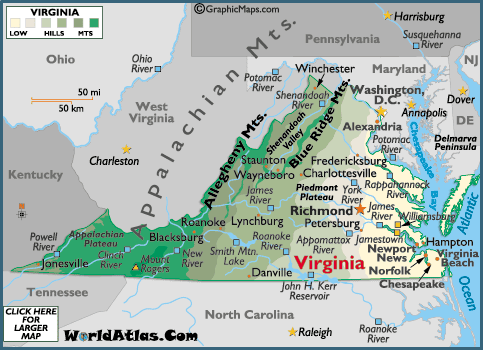 VIRGINIA
LOW HILLS MTS
©GraphicMaps.com
Harrisburg
Susquehanna
River
Pennsylvania
Ohio
Ohio
River
NJ
50 mi
50 km
Appalachian Mts.
Potomac
River
Winchester
Maryland
Shenandoah
River
Washington,
D.C.
Dover
DE
Annapolis
West
Virginia
Allegheny Mts.
Shenandoah
Valley
Blue Ridge Mts.
Alexandria
Potomac
River
Chesapeake
Bay
Delmarva
Peninsula
Charleston
Staunton
Fredericksburg
Kentucky
Wayneboro
Charlottesville
Rappahannock
River
James
River
Piedmont
Plateau
York
River
Atlantic
Ocean
Roanoke
Lynchburg
Richmond
James
River
Williamsburg
Petersburg
Powell
River
Appalachian
Plateau
Blacksburg
Roanoke
River
Appomattox
River
Jamestown
Hampton
Clinch
River
New
River
Smith Mtn.
Lake
Newport
News
Virginia
Beach
Jonesville
Mount
Rogers
Danville
Virginia
Norfolk
Tennessee
John H. Kerr
Reservoir
Chesapeake
CLICK HERE
FOR
LARGER
MAP
North Carolina
WorldAtlas.Com
Raleigh
Roanoke
River